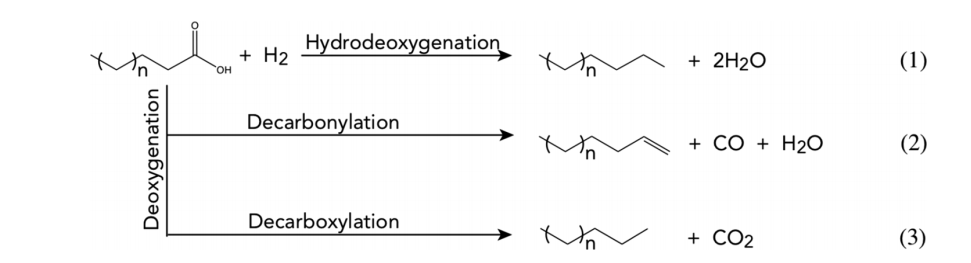 O
n OH + H2 Hydrodeoxygenation n + 2H2O (1)
Deoxygenation
Decarbonylation n + CO + H2O (2)
Decarboxylation n + CO2 (3)